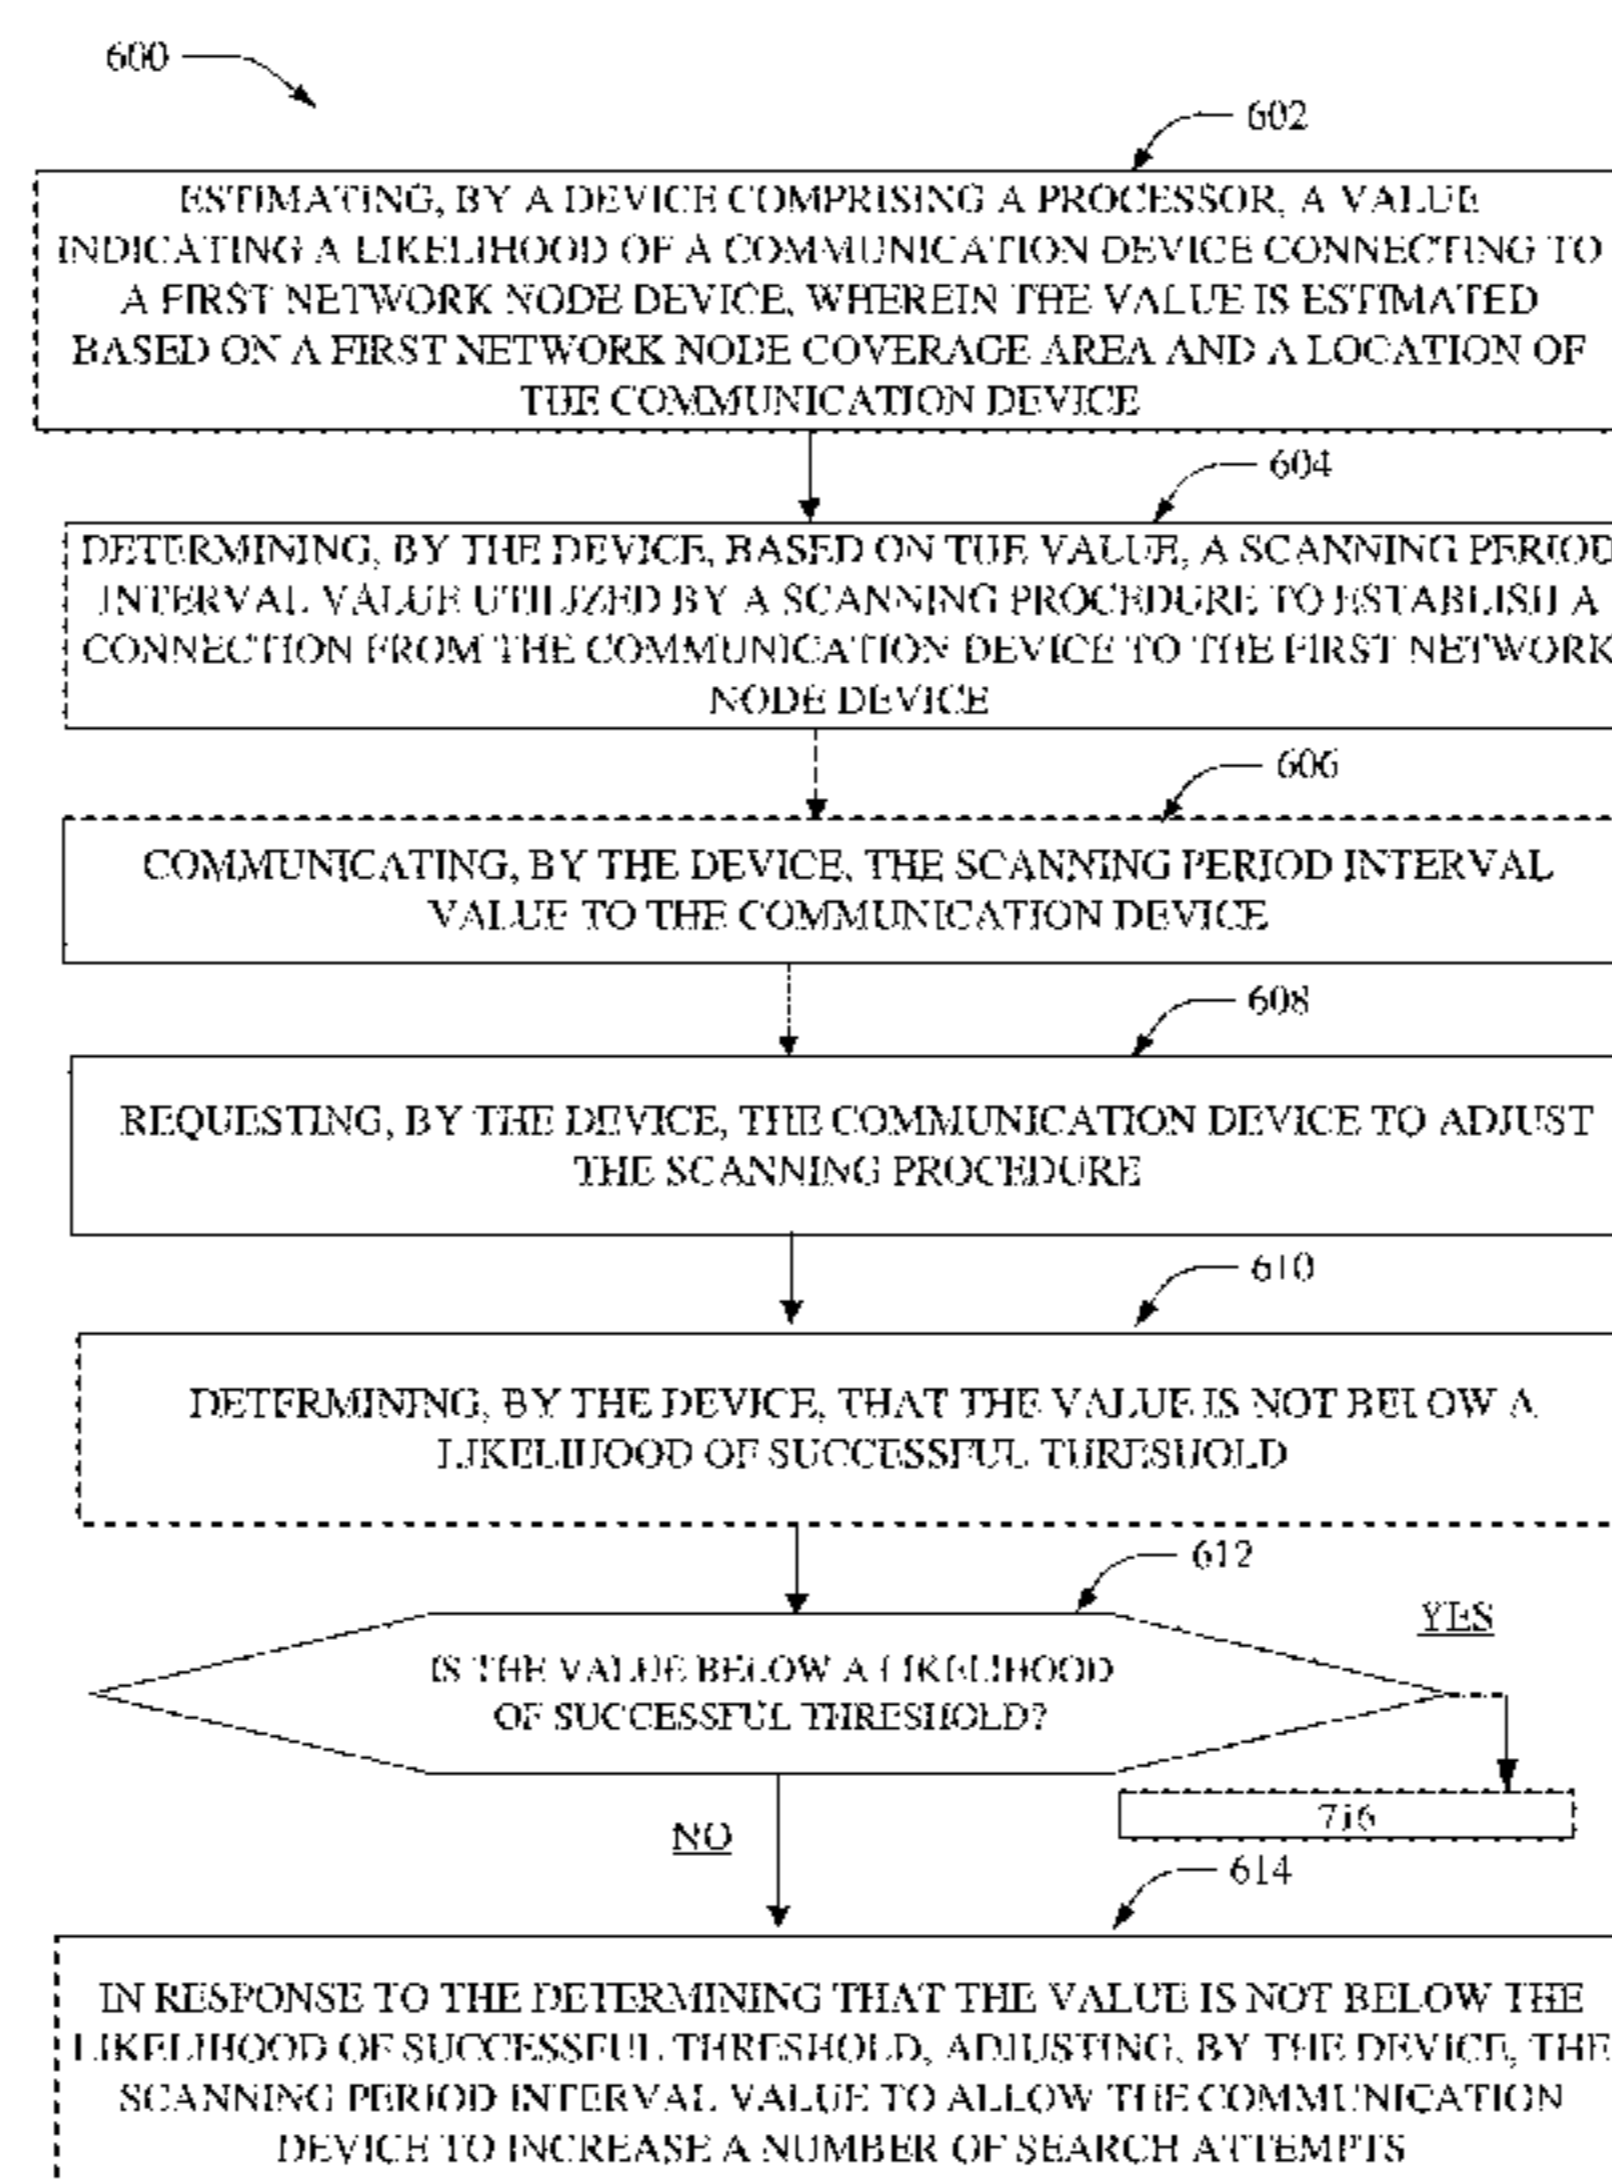 600
602
ESTIMATING, BY A DEVICE COMPRISING A PROCESSOR, A VALUE
INDICATING A LIKELIHOOD OF A COMMUNICATION DEVICE CONNECTING TO
A FIRST NETWORK NODE DEVICE, WHEREIN THE VALUE IS ESTIMATED
BASED ON A FIRST NETWORK NODE COVERAGE AREA AND A LOCATION OF
THE COMMUNICATION DEVICE
604
DETERMINING, BY THE DEVICE, BASED ON THE VALUE, A SCANNING PERIOD
INTERVAL VALUE UTILIZED BY A SCANNING PROCEDURE TO ESTABLISH A
CONNECTION FROM THE COMMUNICATION DEVICE TO THE FIRST NETWORK
NODE DEVICE
606
COMMUNICATING, BY THE DEVICE, THE SCANNING PERIOD INTERVAL
VALUE TO THE COMMUNICATION DEVICE
608
REQUESTING, BY THE DEVICE, THE COMMUNICATION DEVICE TO ADJUST
THE SCANNING PROCEDURE
610
DETERMINING, BY THE DEVICE, THAT THE VALUE IS NOT BELOW A
LIKELIHOOD OF SUCCESSFUL THRESHOLD
612
IS THE VALUE BELOW A LIKELIHOOD
OF SUCCESSFUL THRESHOLD?
YES
716
NO
614
IN RESPONSE TO THE DETERMINING THAT THE VALUE IS NOT BELOW THE
LIKELIHOOD OF SUCCESSFUL THRESHOLD, ADJUSTING, BY THE DEVICE, THE
SCANNING PERIOD INTERVAL VALUE TO ALLOW THE COMMUNICATION
DEVICE TO INCREASE A NUMBER OF SEARCH ATTEMPTS